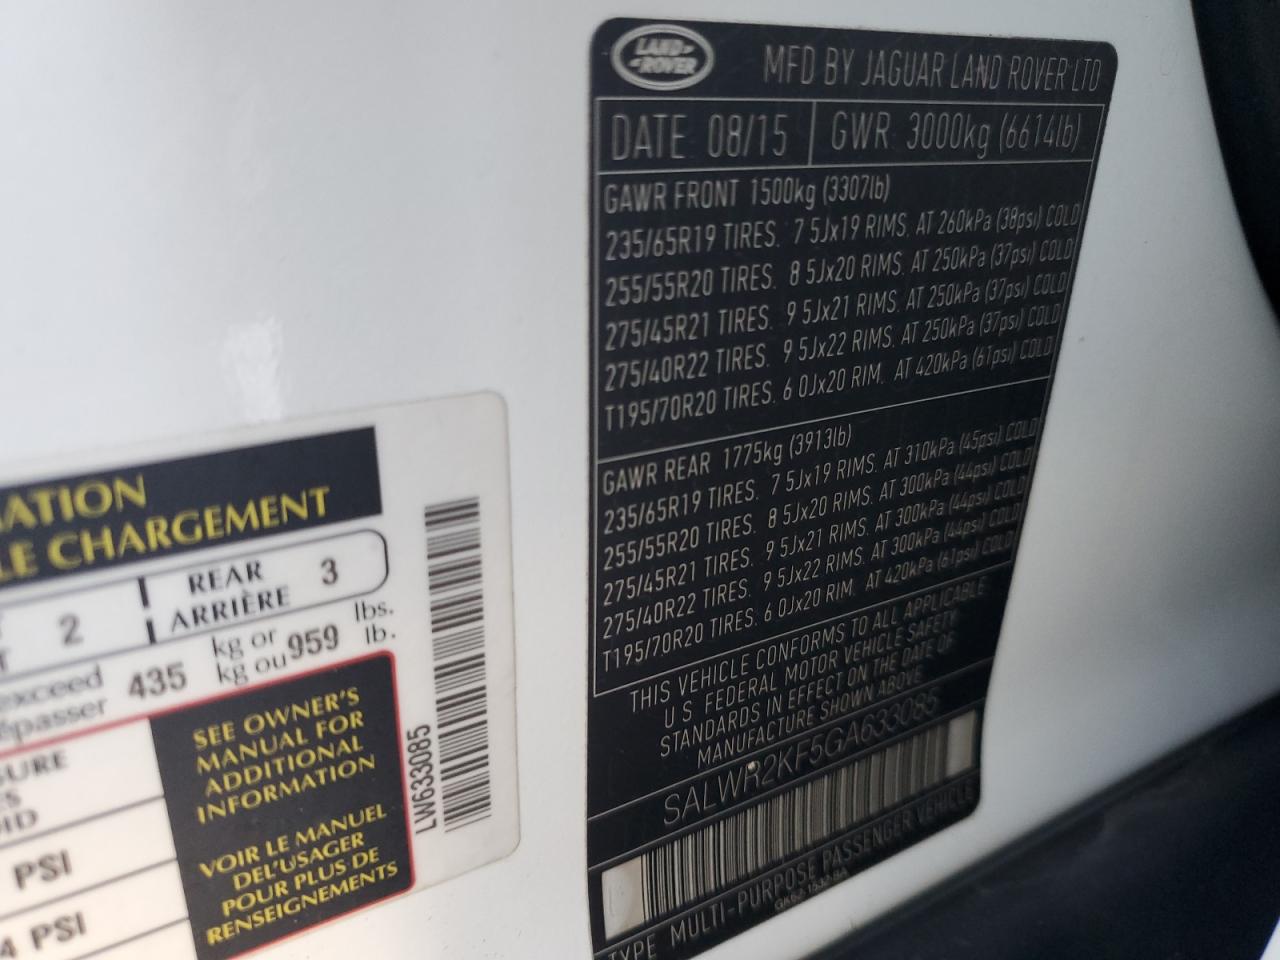 LAND
ROVER
MFD BY JAGUAR LAND ROVER LTD
DATE 08/15 GWR 3000kg (6614lb)
GAWR FRONT 1500kg (3307lb)
235/65R19 TIRES. 7 5Jx19 RIMS. AT 260kPa (38psi) COLD
255/55R20 TIRES. 8 5Jx20 RIMS. AT 250kPa (37psi) COLD
275/45R21 TIRES. 9 5Jx21 RIMS. AT 250kPa (37psi) COLD
275/40R22 TIRES. 9 5Jx22 RIMS. AT 250kPa (37psi) COLD
T195/70R20 TIRES. 6 0Jx20 RIM. AT 420kPa (61psi) COLD
GAWR REAR 1775kg (3913lb)
235/65R19 TIRES. 7 5Jx19 RIMS. AT 310kPa (45psi) COLD
255/55R20 TIRES. 8 5Jx20 RIMS. AT 300kPa (44psi) COLD
275/45R21 TIRES. 9 5Jx21 RIMS. AT 300kPa (44psi) COLD
275/40R22 TIRES. 9 5Jx22 RIMS. AT 300kPa (44psi) COLD
T195/70R20 TIRES. 6 0Jx20 RIM. AT 420kPa (61psi) COLD
THIS VEHICLE CONFORMS TO ALL APPLICABLE
U S FEDERAL MOTOR VEHICLE SAFETY
STANDARDS IN EFFECT ON THE DATE OF
MANUFACTURE SHOWN ABOVE
SALWR2KF5GA633085
TYPE MULTI-PURPOSE PASSENGER VEHICLE
MATION
LE CHARGEMENT
2 REAR 3
ARRIÈRE
exceed 435 kg or 959 lbs.
passer kg ou lb.
SURE
ES
OID
PSI
4 PSI
SEE OWNER'S
MANUAL FOR
ADDITIONAL
INFORMATION
VOIR LE MANUEL
DEL'USAGER
POUR PLUS DE
RENSEIGNEMENTS
LW633085